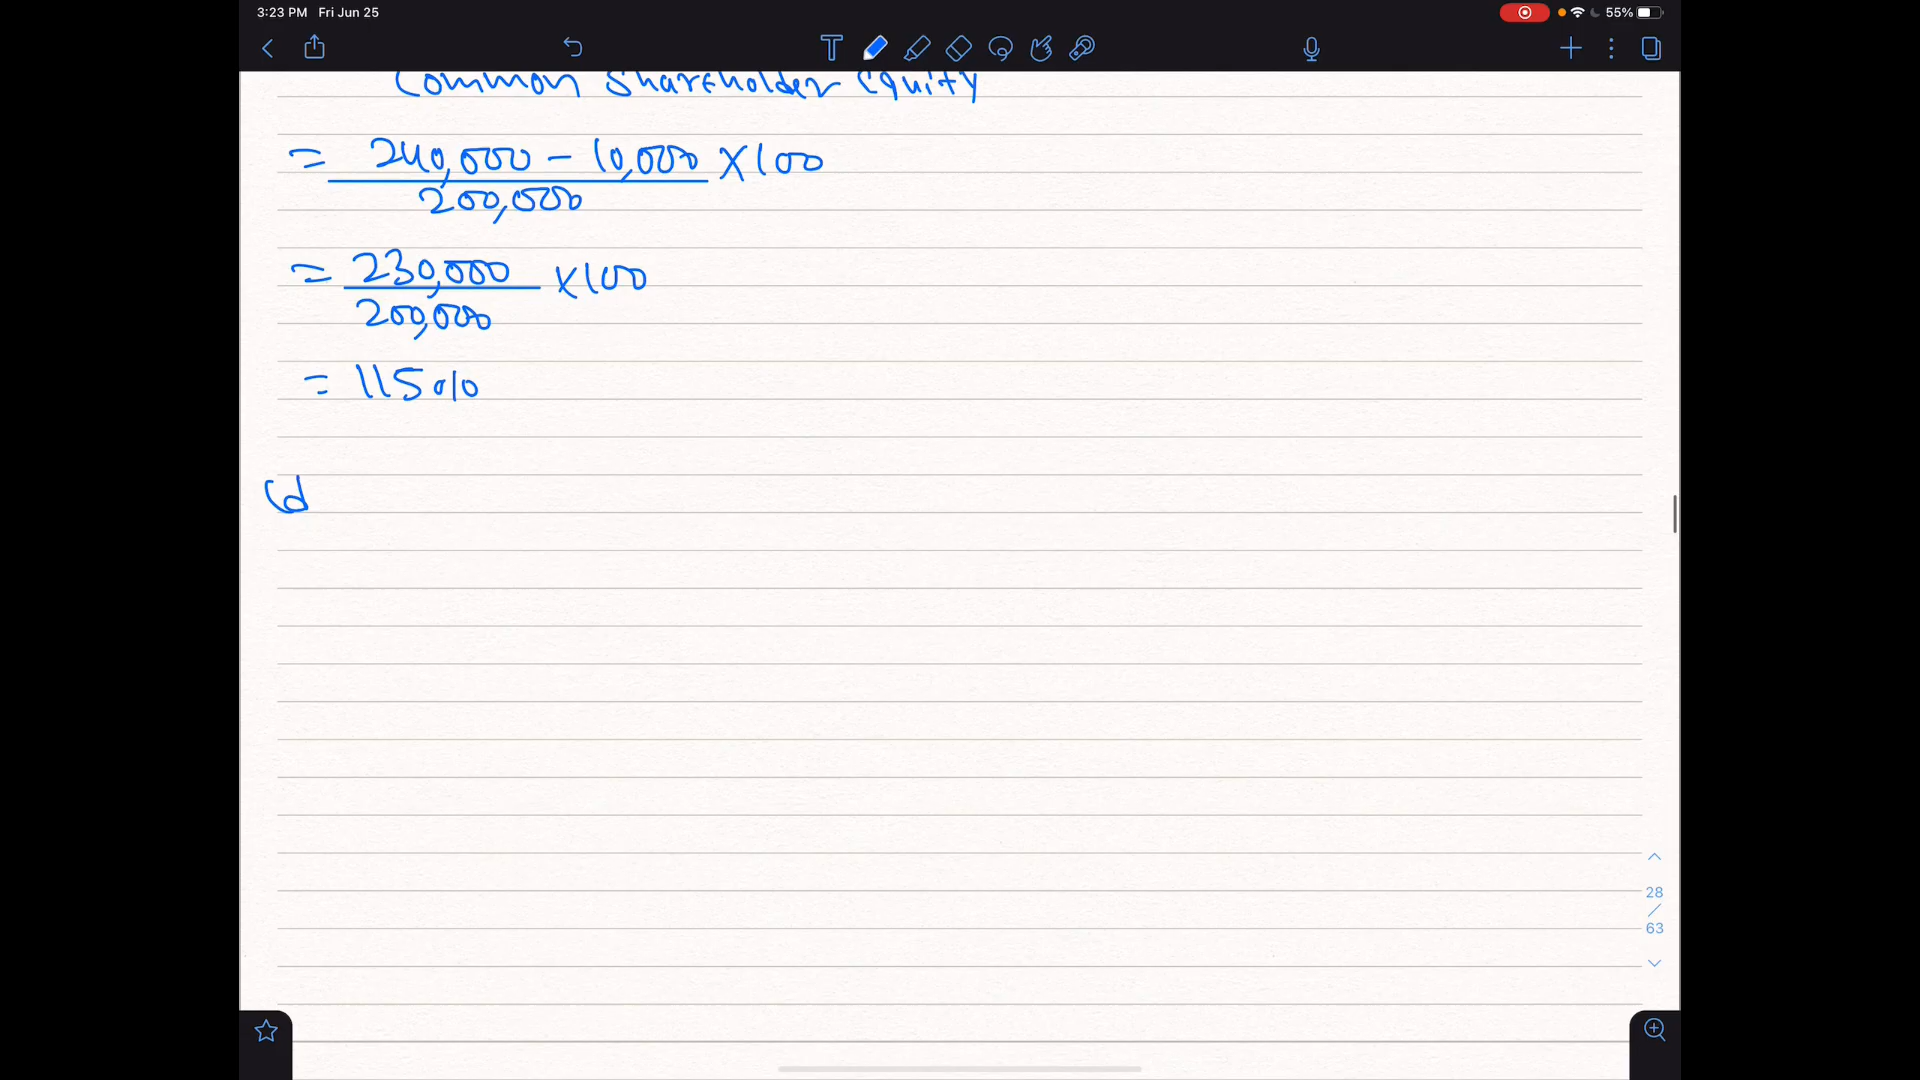 3:23 PM Fri Jun 25
55%
T
Common Shareholder Equity
= 240,000 - 10,000 X 100
200,000
= 230,000 X 100
200,000
= 115 %
(d
28
/
63